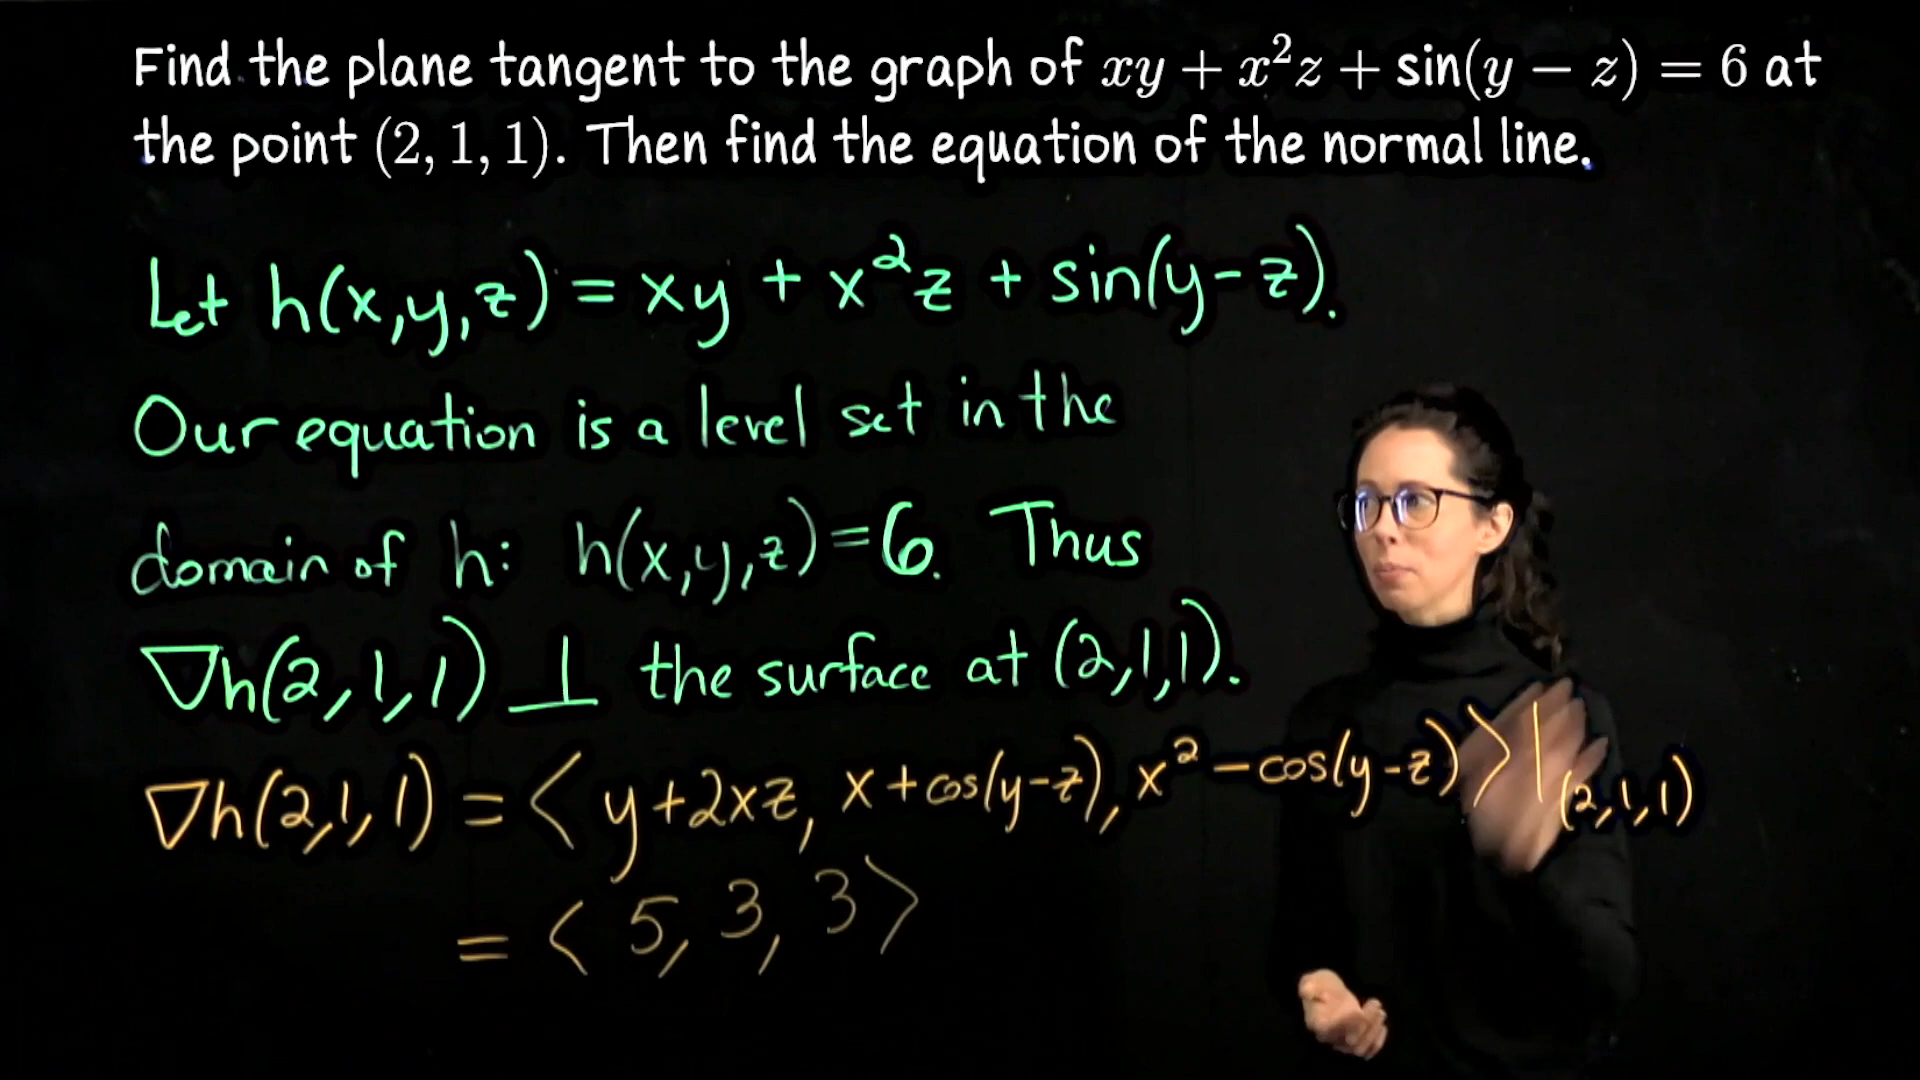 Find the plane tangent to the graph of xy + x²z + sin(y − z) = 6 at
the point (2, 1, 1). Then find the equation of the normal line.
Let h(x,y,z) = xy + x²z + sin(y-z).
Our equation is a level set in the
domain of h: h(x,y,z)=6. Thus
∇h(2,1,1) ⊥ the surface at (2,1,1).
∇h(2,1,1) = ⟨y+2xz, x+cos(y-z), x²-cos(y-z)⟩|(2,1,1)
= ⟨5, 3, 3⟩